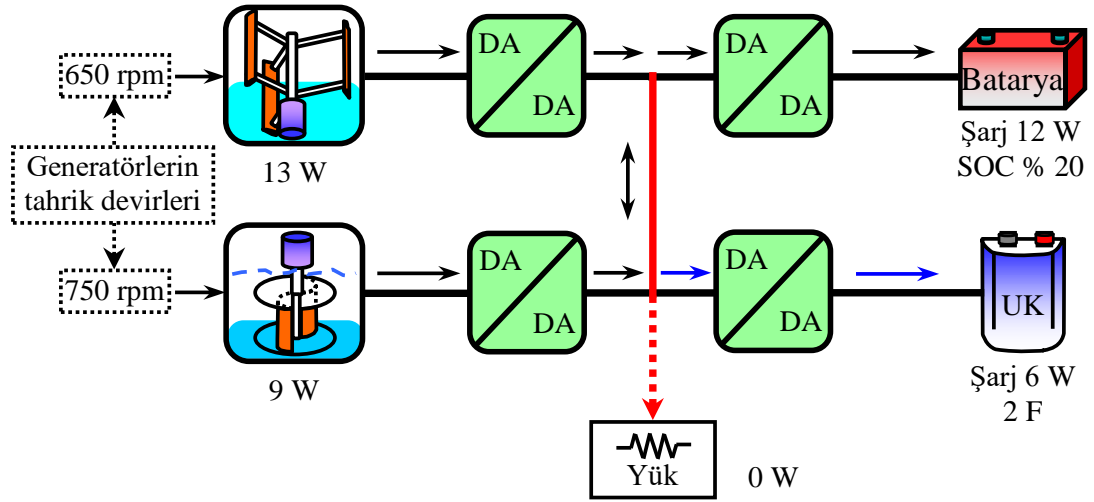 650 rpm
13 W
DA
DA
DA
DA
Batarya
Şarj 12 W
SOC % 20
Generatörlerin
tahrik devirleri
750 rpm
9 W
DA
DA
DA
DA
UK
Şarj 6 W
2 F
Yük
0 W